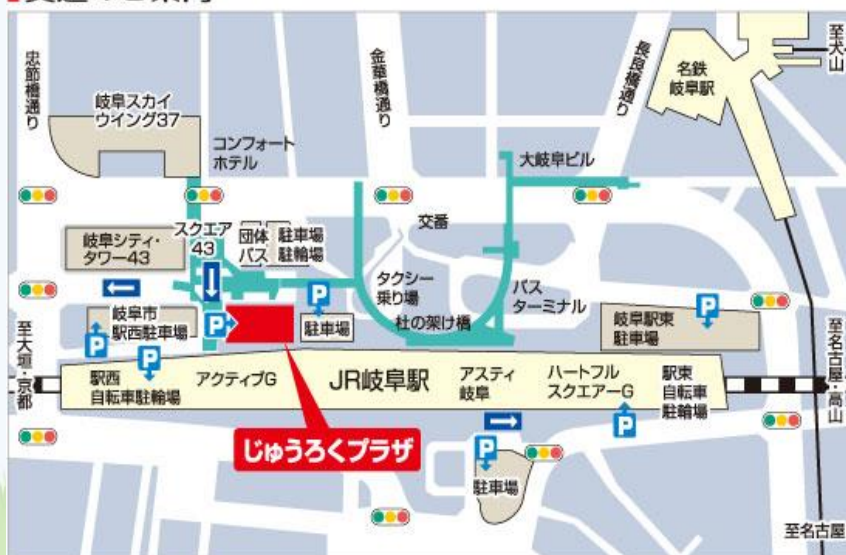 忠節橋通り
金華橋通り
長良橋通り
至犬山
名鉄
岐阜駅
岐阜スカイ
ウイング37
コンフォート
ホテル
大岐阜ビル
交番
岐阜シティ・
タワー43
スクエア
43
団体
バス
駐車場
駐輪場
タクシー
乗り場
バス
ターミナル
杜の架け橋
岐阜市
駅西駐車場
P
P
P
駐車場
P
岐阜駅東
駐車場
至大垣・京都
至名古屋・高山
P
駅西
自転車駐輪場
アクティブG
JR岐阜駅
アスティ
岐阜
ハートフル
スクエアーG
駅東
自転車
駐輪場
P
じゅうろくプラザ
P
駐車場
至名古屋